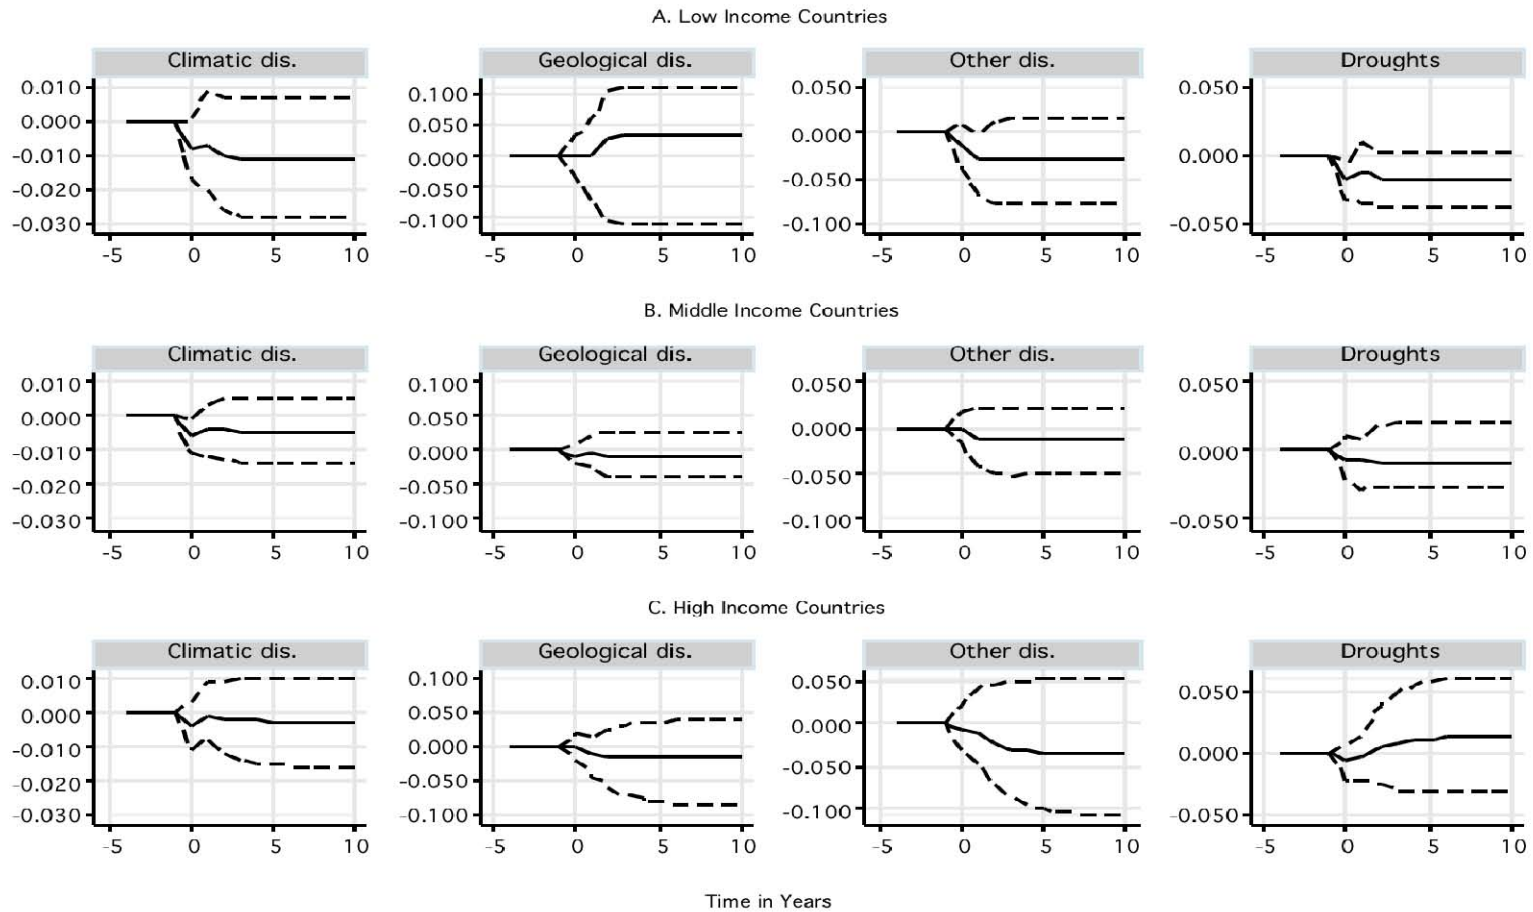 A. Low Income Countries
Climatic dis. Geological dis. Other dis. Droughts
0.010 0.100 0.050 0.050
0.000 0.050 0.000 0.000
-0.010 0.000 -0.050 -0.050
-0.020 -0.050 -0.100
-0.030 -0.100
-5 0 5 10 -5 0 5 10 -5 0 5 10 -5 0 5 10
B. Middle Income Countries
Climatic dis. Geological dis. Other dis. Droughts
0.010 0.100 0.050 0.050
0.000 0.050 0.000 0.000
-0.010 0.000 -0.050 -0.050
-0.020 -0.050 -0.100
-0.030 -0.100
-5 0 5 10 -5 0 5 10 -5 0 5 10 -5 0 5 10
C. High Income Countries
Climatic dis. Geological dis. Other dis. Droughts
0.010 0.100 0.050 0.050
0.000 0.050 0.000 0.000
-0.010 0.000 -0.050 -0.050
-0.020 -0.050 -0.100
-0.030 -0.100
-5 0 5 10 -5 0 5 10 -5 0 5 10 -5 0 5 10
Time in Years